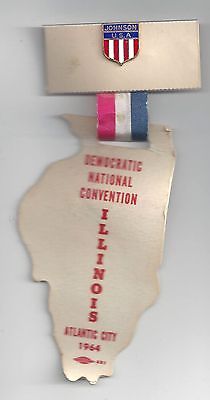 JOHNSON
U.S.A
DEMOCRATIC
NATIONAL
CONVENTION
ILLINOIS
ATLANTIC CITY
1964